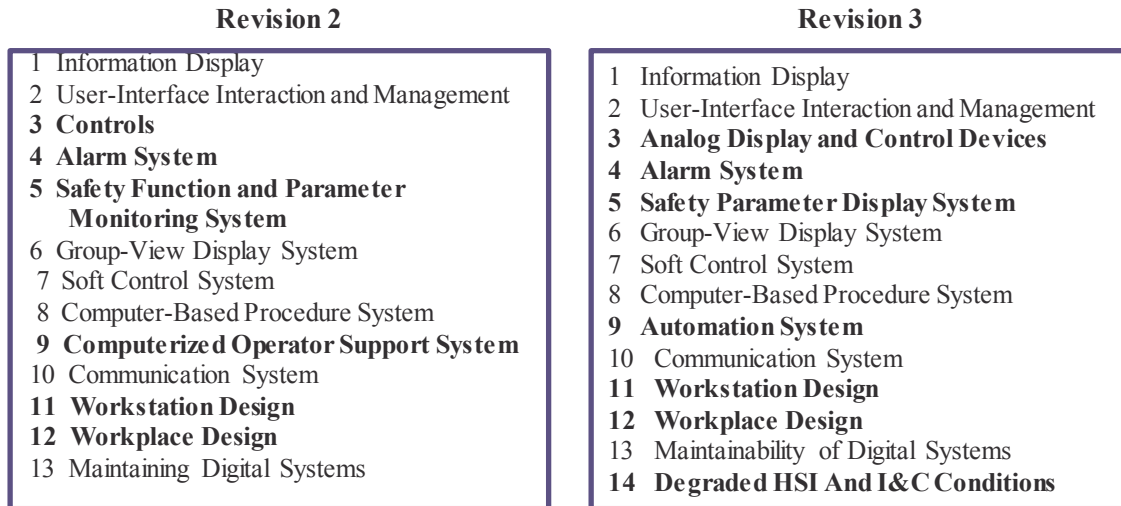 Revision 2
1 Information Display
2 User-Interface Interaction and Management
3 Controls
4 Alarm System
5 Safety Function and Parameter
Monitoring System
6 Group-View Display System
7 Soft Control System
8 Computer-Based Procedure System
9 Computerized Operator Support System
10 Communication System
11 Workstation Design
12 Workplace Design
13 Maintaining Digital Systems
Revision 3
1 Information Display
2 User-Interface Interaction and Management
3 Analog Display and Control Devices
4 Alarm System
5 Safety Parameter Display System
6 Group-View Display System
7 Soft Control System
8 Computer-Based Procedure System
9 Automation System
10 Communication System
11 Workstation Design
12 Workplace Design
13 Maintainability of Digital Systems
14 Degraded HSI And I&C Conditions